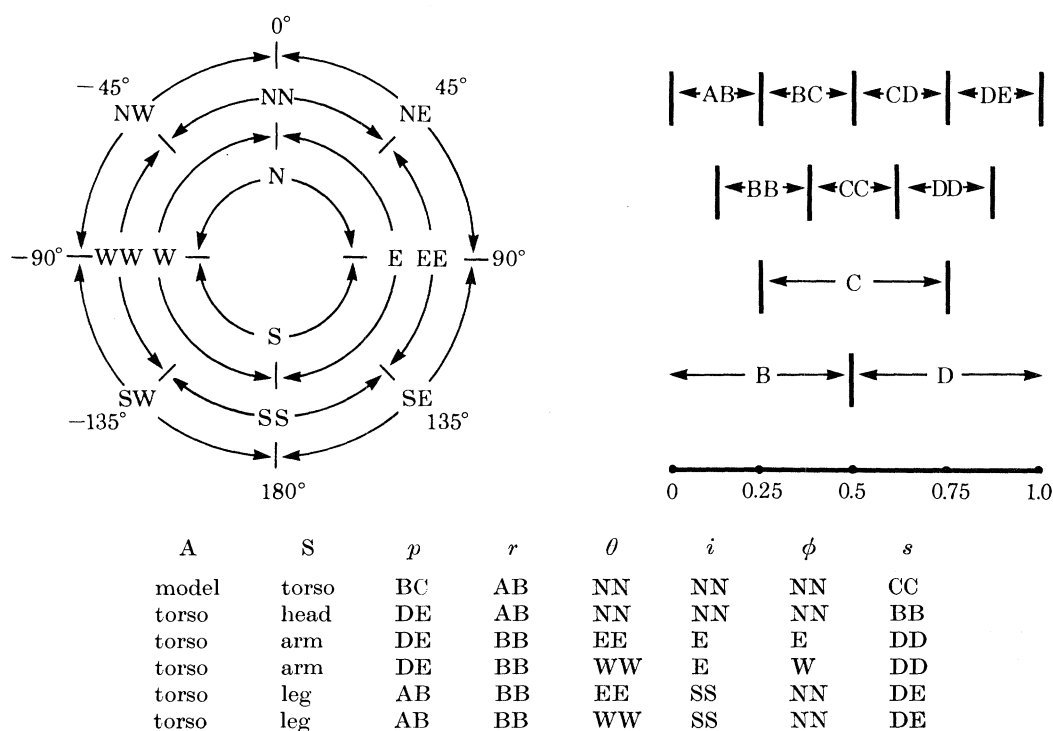 0°
−45° 45°
NW NN NE
N
−90° WW W E EE 90°
S
SW SS SE
−135° 135°
180°
AB BC CD DE
BB CC DD
C
B D
0 0.25 0.5 0.75 1.0
A S p r θ i ϕ s
model torso BC AB NN NN NN CC
torso head DE AB NN NN NN BB
torso arm DE BB EE E E DD
torso arm DE BB WW E W DD
torso leg AB BB EE SS NN DE
torso leg AB BB WW SS NN DE